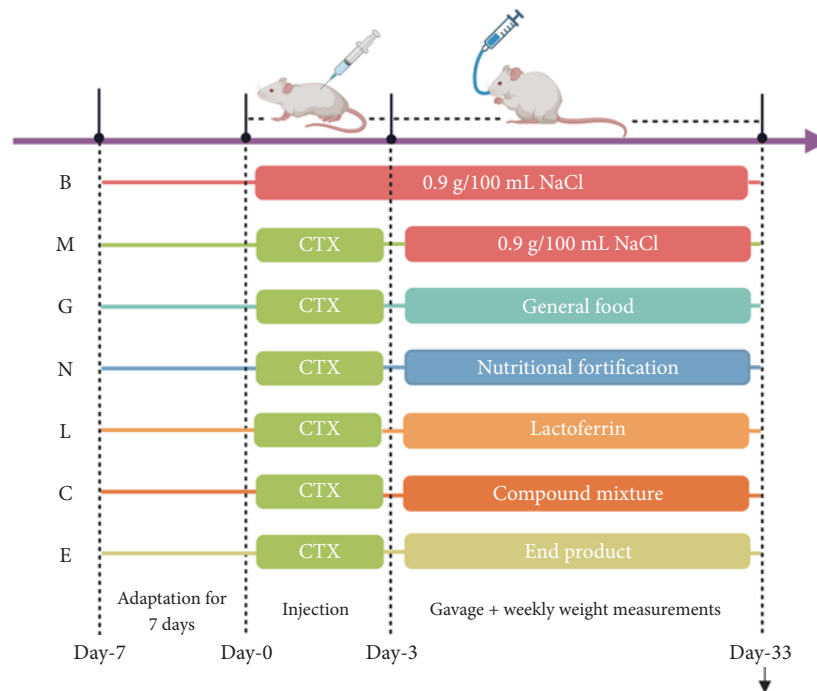 B 0.9 g/100 mL NaCl
M CTX 0.9 g/100 mL NaCl
G CTX General food
N CTX Nutritional fortification
L CTX Lactoferrin
C CTX Compound mixture
E CTX End product
Adaptation for
7 days
Injection
Gavage + weekly weight measurements
Day-7 Day-0 Day-3 Day-33